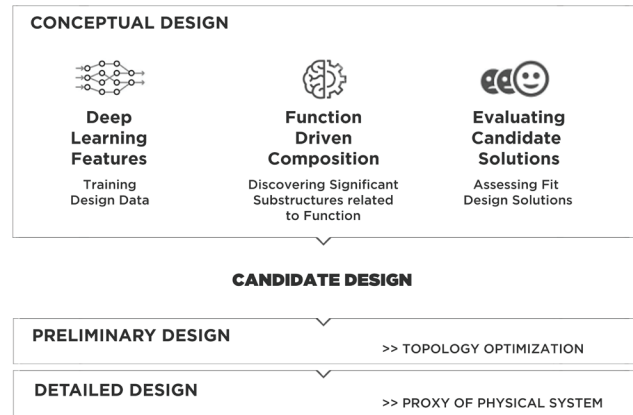 CONCEPTUAL DESIGN
Deep
Learning
Features
Training
Design Data
Function
Driven
Composition
Discovering Significant
Substructures related
to Function
Evaluating
Candidate
Solutions
Assessing Fit
Design Solutions
CANDIDATE DESIGN
PRELIMINARY DESIGN
>> TOPOLOGY OPTIMIZATION
DETAILED DESIGN
>> PROXY OF PHYSICAL SYSTEM